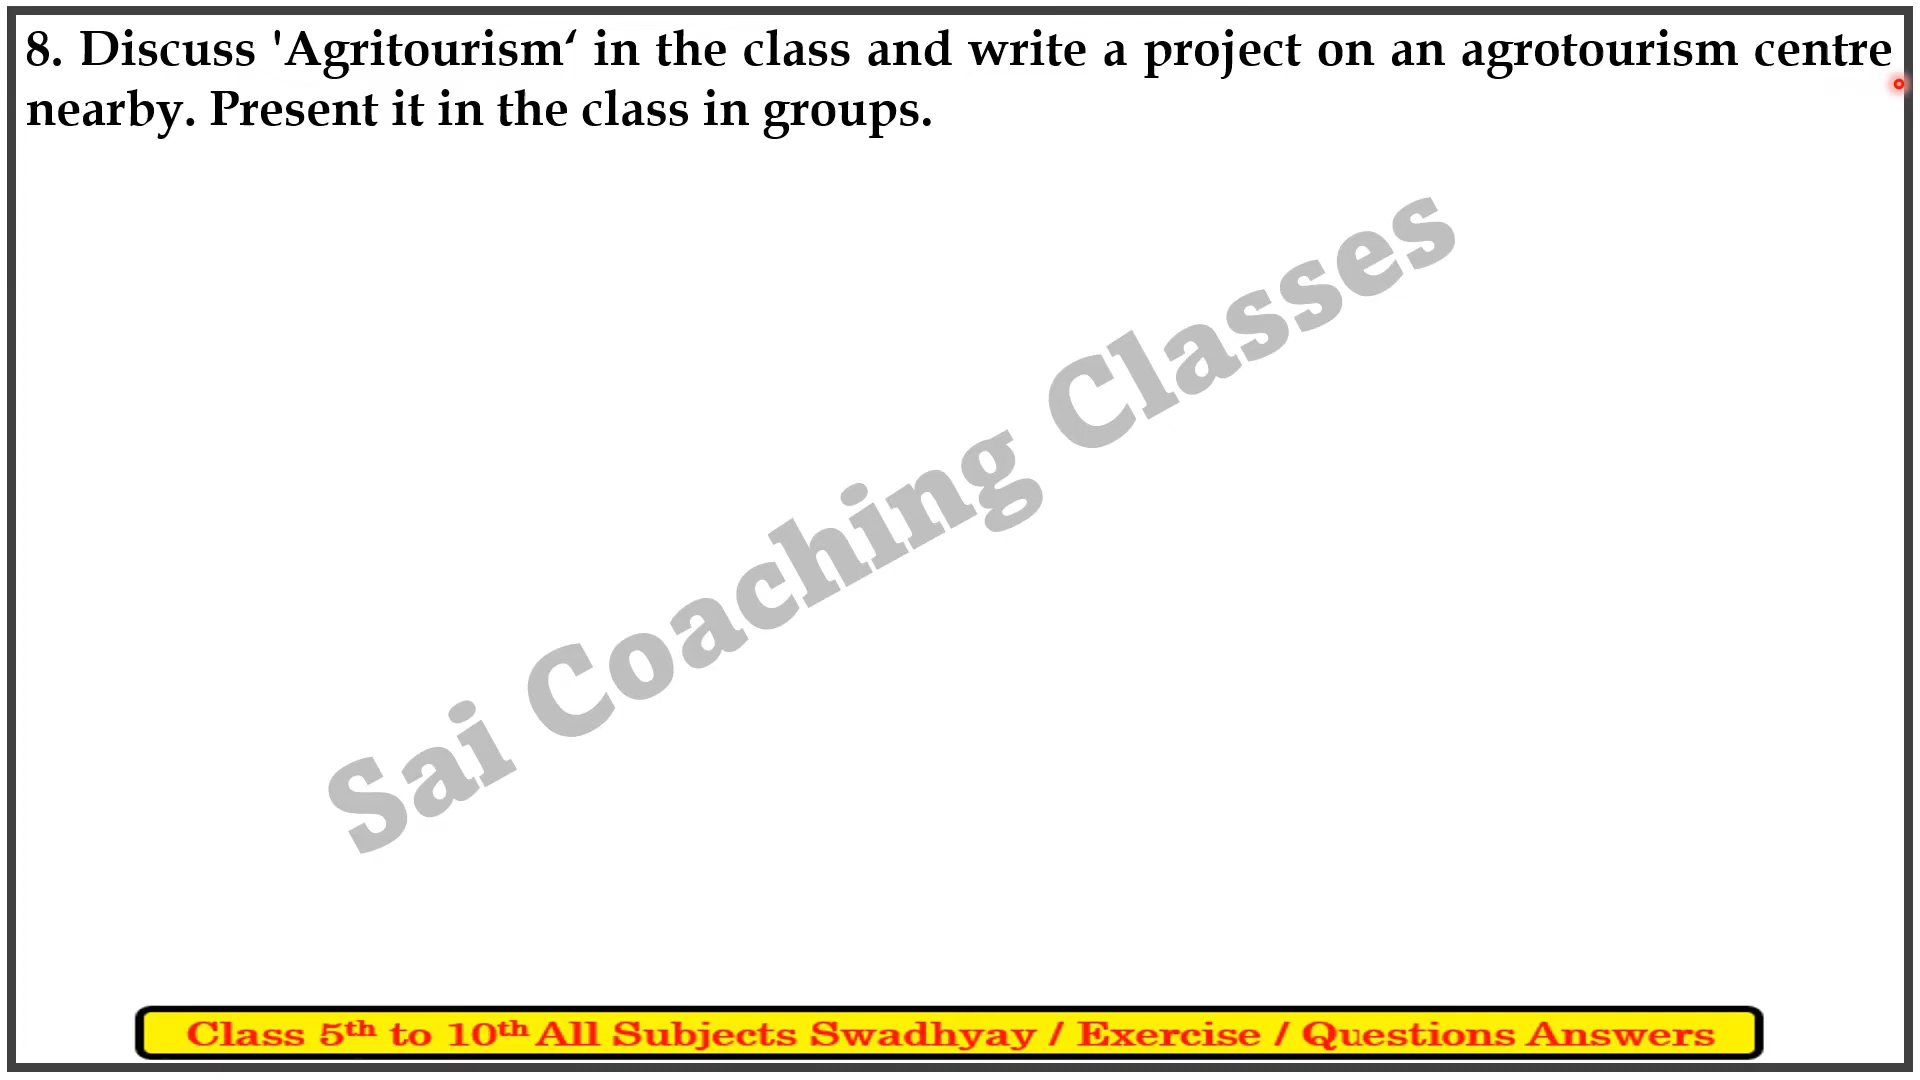 8. Discuss 'Agritourism‘ in the class and write a project on an agrotourism centre
nearby. Present it in the class in groups.
Sai Coaching Classes
Class 5th to 10th All Subjects Swadhyay / Exercise / Questions Answers